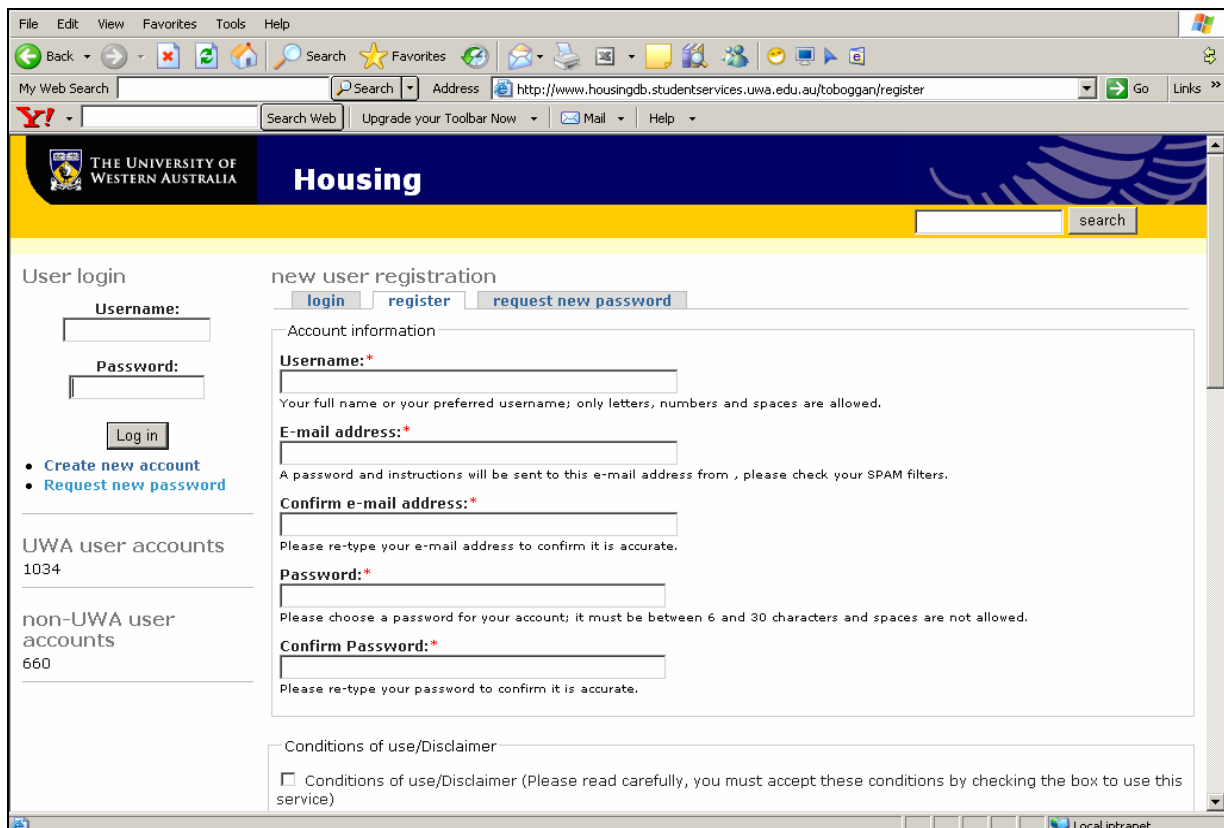 File Edit View Favorites Tools Help
Back Search Favorites
My Web Search Search Address http://www.housingdb.studentservices.uwa.edu.au/toboggan/register Go Links »
Y! Search Web Upgrade your Toolbar Now Mail Help
THE UNIVERSITY OF
WESTERN AUSTRALIA
Housing
search
User login
Username:
Password:
Log in
• Create new account
• Request new password
UWA user accounts
1034
non-UWA user
accounts
660
new user registration
login register request new password
Account information
Username:*
Your full name or your preferred username; only letters, numbers and spaces are allowed.
E-mail address:*
A password and instructions will be sent to this e-mail address from , please check your SPAM filters.
Confirm e-mail address:*
Please re-type your e-mail address to confirm it is accurate.
Password:*
Please choose a password for your account; it must be between 6 and 30 characters and spaces are not allowed.
Confirm Password:*
Please re-type your password to confirm it is accurate.
Conditions of use/Disclaimer
Conditions of use/Disclaimer (Please read carefully, you must accept these conditions by checking the box to use this
service)
Local intranet